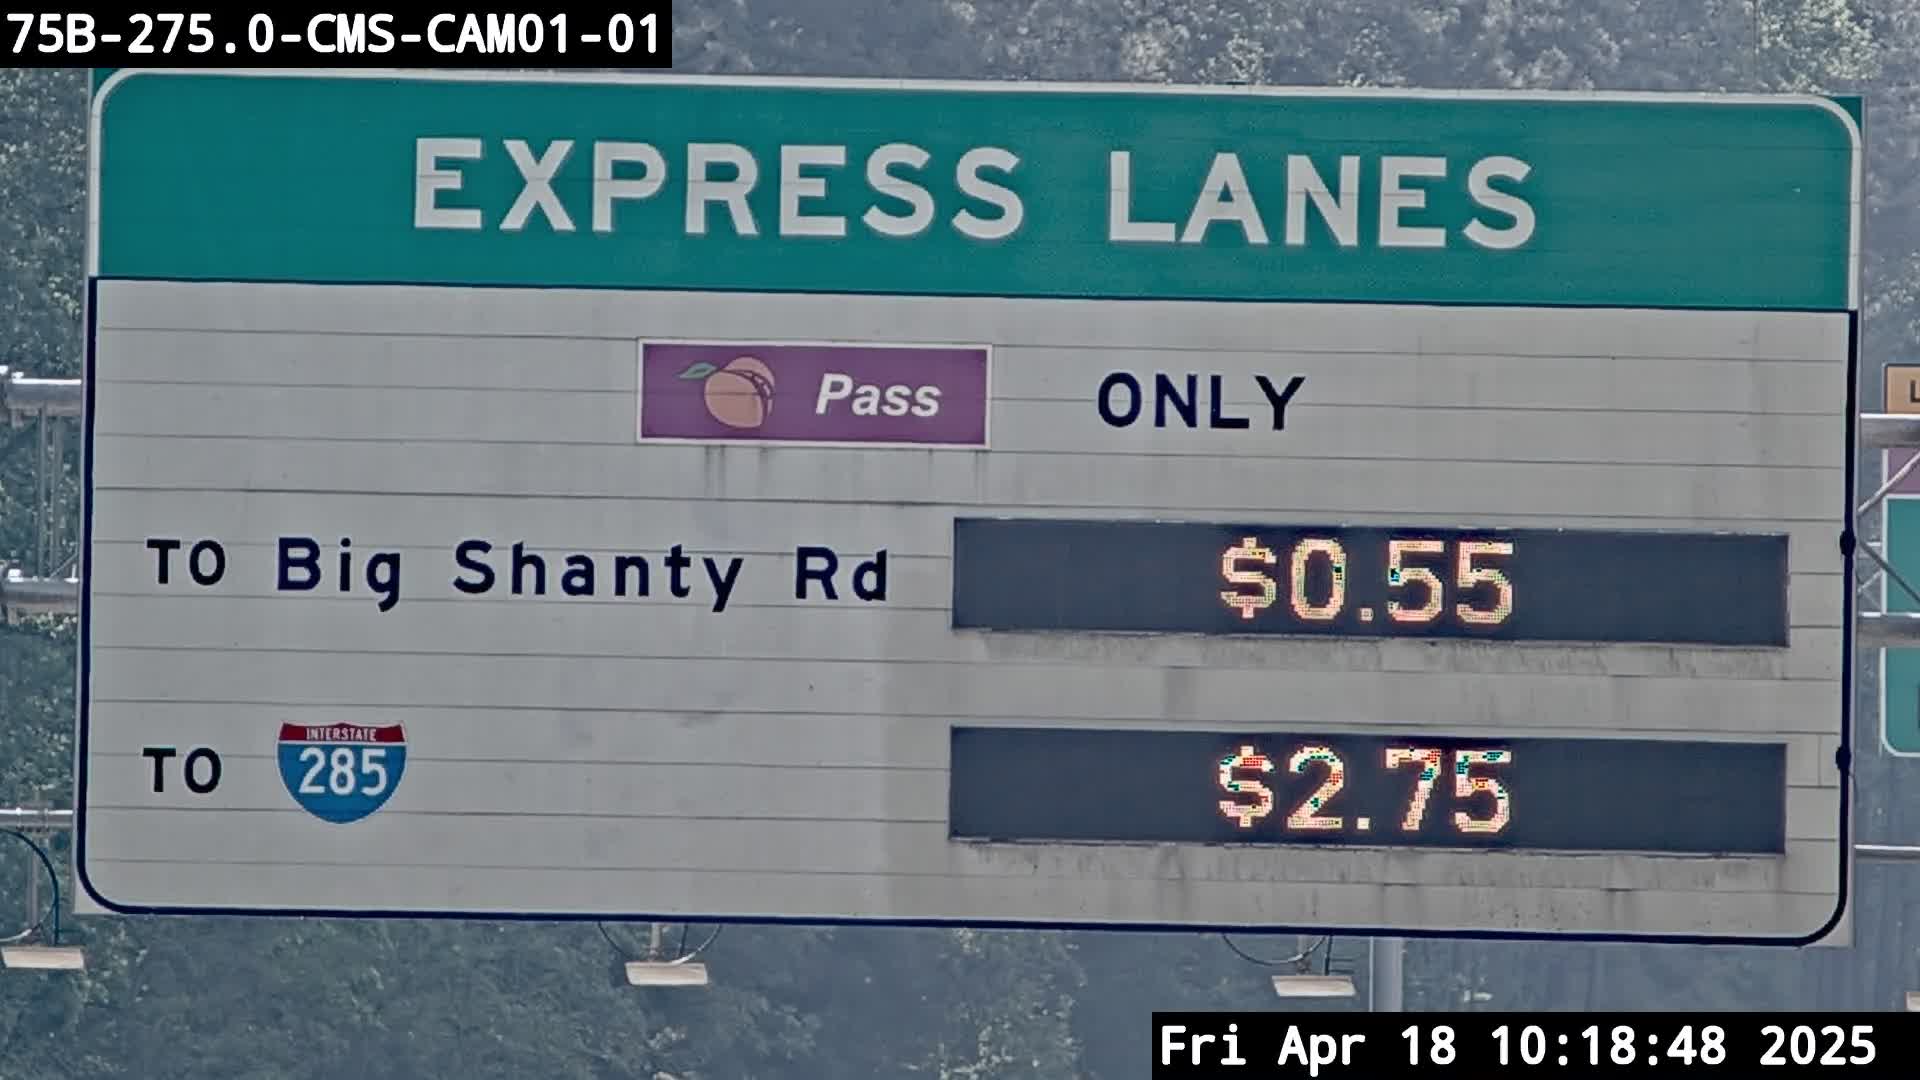 75B-275.0-CMS-CAM01-01
EXPRESS LANES
Pass ONLY
TO Big Shanty Rd $0.55
TO INTERSTATE 285 $2.75
Fri Apr 18 10:18:48 2025